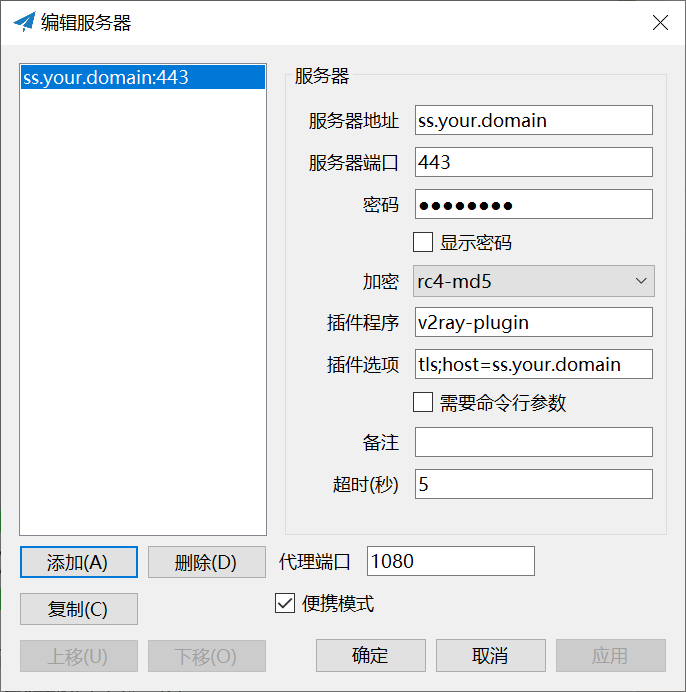 编辑服务器
ss.your.domain:443
服务器
服务器地址 ss.your.domain
服务器端口 443
密码 ●●●●●●●●
显示密码
加密 rc4-md5
插件程序 v2ray-plugin
插件选项 tls;host=ss.your.domain
需要命令行参数
备注
超时(秒) 5
添加(A) 删除(D) 代理端口 1080
复制(C) 便携模式
上移(U) 下移(O) 确定 取消 应用